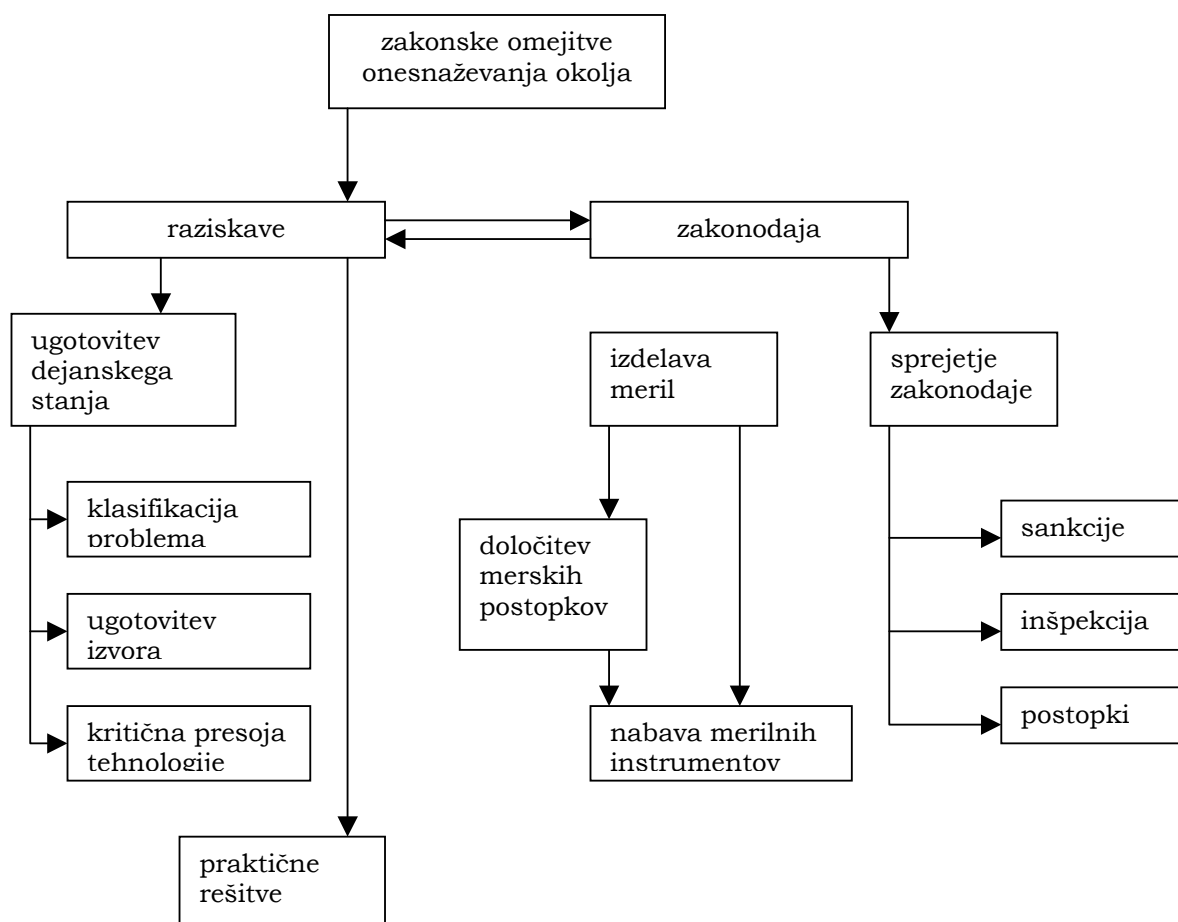 zakonske omejitve
onesnaževanja okolja
raziskave
zakonodaja
ugotovitev
dejanskega
stanja
izdelava
meril
sprejetje
zakonodaje
klasifikacija
problema
določitev
merskih
postopkov
sankcije
ugotovitev
izvora
inšpekcija
kritična presoja
tehnologije
nabava merilnih
instrumentov
postopki
praktične
rešitve